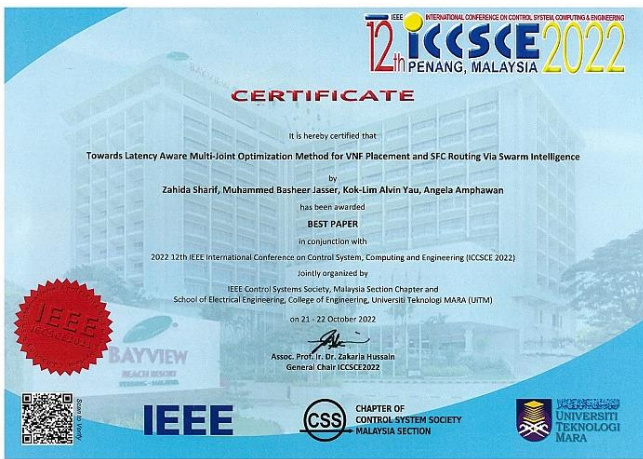 IEEE INTERNATIONAL CONFERENCE ON CONTROL SYSTEM, COMPUTING & ENGINEERING
12th ICCSCE 2022
PENANG, MALAYSIA
CERTIFICATE
It is hereby certified that
Towards Latency Aware Multi-Joint Optimization Method for VNF Placement and SFC Routing Via Swarm Intelligence
by
Zahida Sharif, Muhammed Basheer Jasser, Kok-Lim Alvin Yau, Angela Amphawan
has been awarded
BEST PAPER
in conjunction with
2022 12th IEEE International Conference on Control System, Computing and Engineering (ICCSCE 2022)
Jointly organized by
IEEE Control Systems Society, Malaysia Section Chapter and
School of Electrical Engineering, College of Engineering, Universiti Teknologi MARA (UiTM)
on 21 - 22 October 2022
Assoc. Prof. Ir. Dr. Zakaria Hussain
General Chair ICCSCE2022
IEEE
ICCSCE2022
BAYVIEW
BEACH RESORT
PENANG - MALAYSIA
Scan to Verify
IEEE
CSS
CHAPTER OF
CONTROL SYSTEM SOCIETY
MALAYSIA SECTION
UNIVERSITI
TEKNOLOGI
MARA